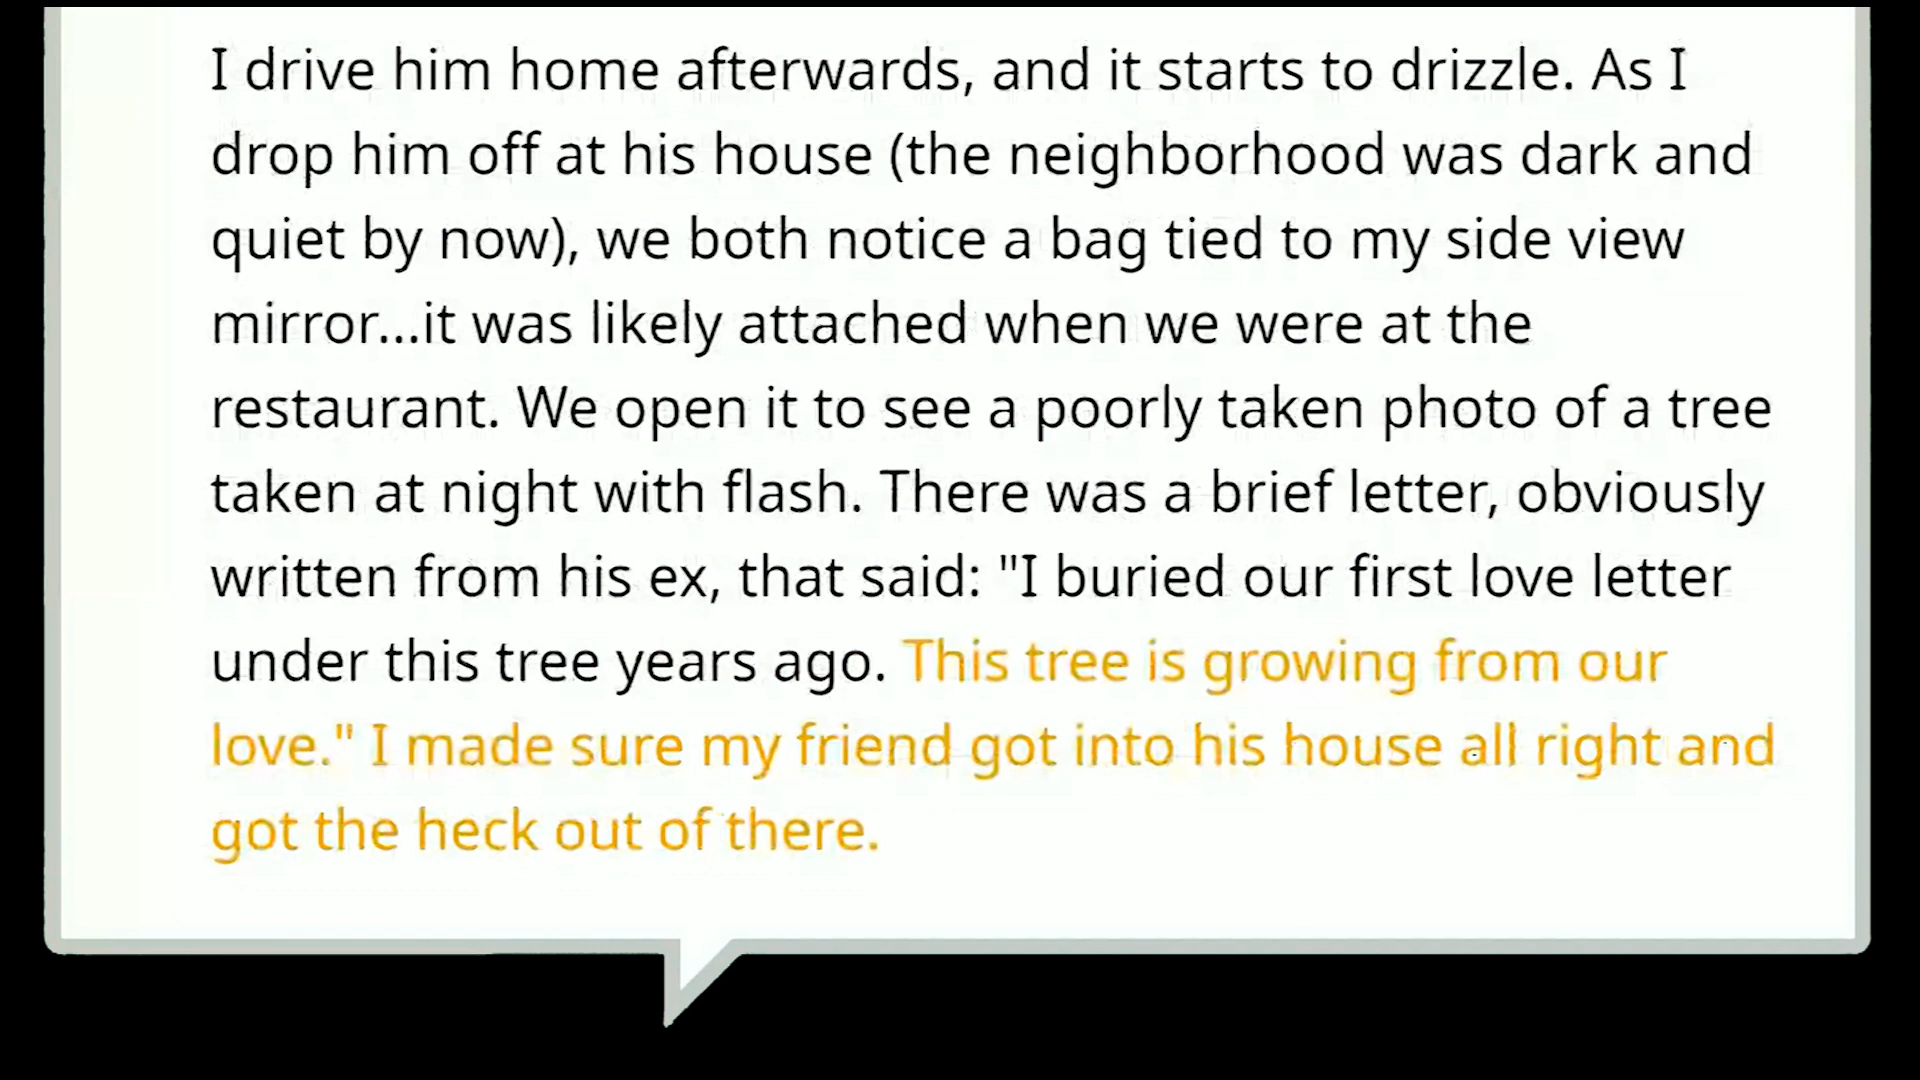 I drive him home afterwards, and it starts to drizzle. As I
drop him off at his house (the neighborhood was dark and
quiet by now), we both notice a bag tied to my side view
mirror...it was likely attached when we were at the
restaurant. We open it to see a poorly taken photo of a tree
taken at night with flash. There was a brief letter, obviously
written from his ex, that said: "I buried our first love letter
under this tree years ago. This tree is growing from our
love." I made sure my friend got into his house all right and
got the heck out of there.